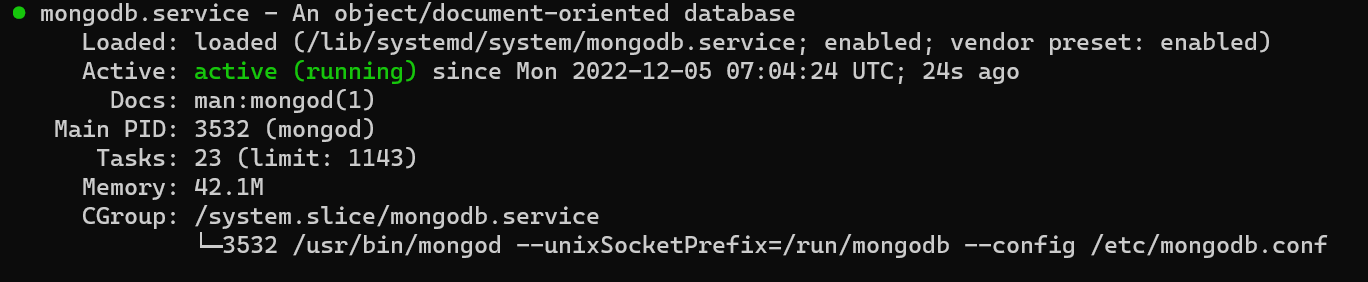 ● mongodb.service - An object/document-oriented database
Loaded: loaded (/lib/systemd/system/mongodb.service; enabled; vendor preset: enabled)
Active: active (running) since Mon 2022-12-05 07:04:24 UTC; 24s ago
Docs: man:mongod(1)
Main PID: 3532 (mongod)
Tasks: 23 (limit: 1143)
Memory: 42.1M
CGroup: /system.slice/mongodb.service
└─3532 /usr/bin/mongod --unixSocketPrefix=/run/mongodb --config /etc/mongodb.conf